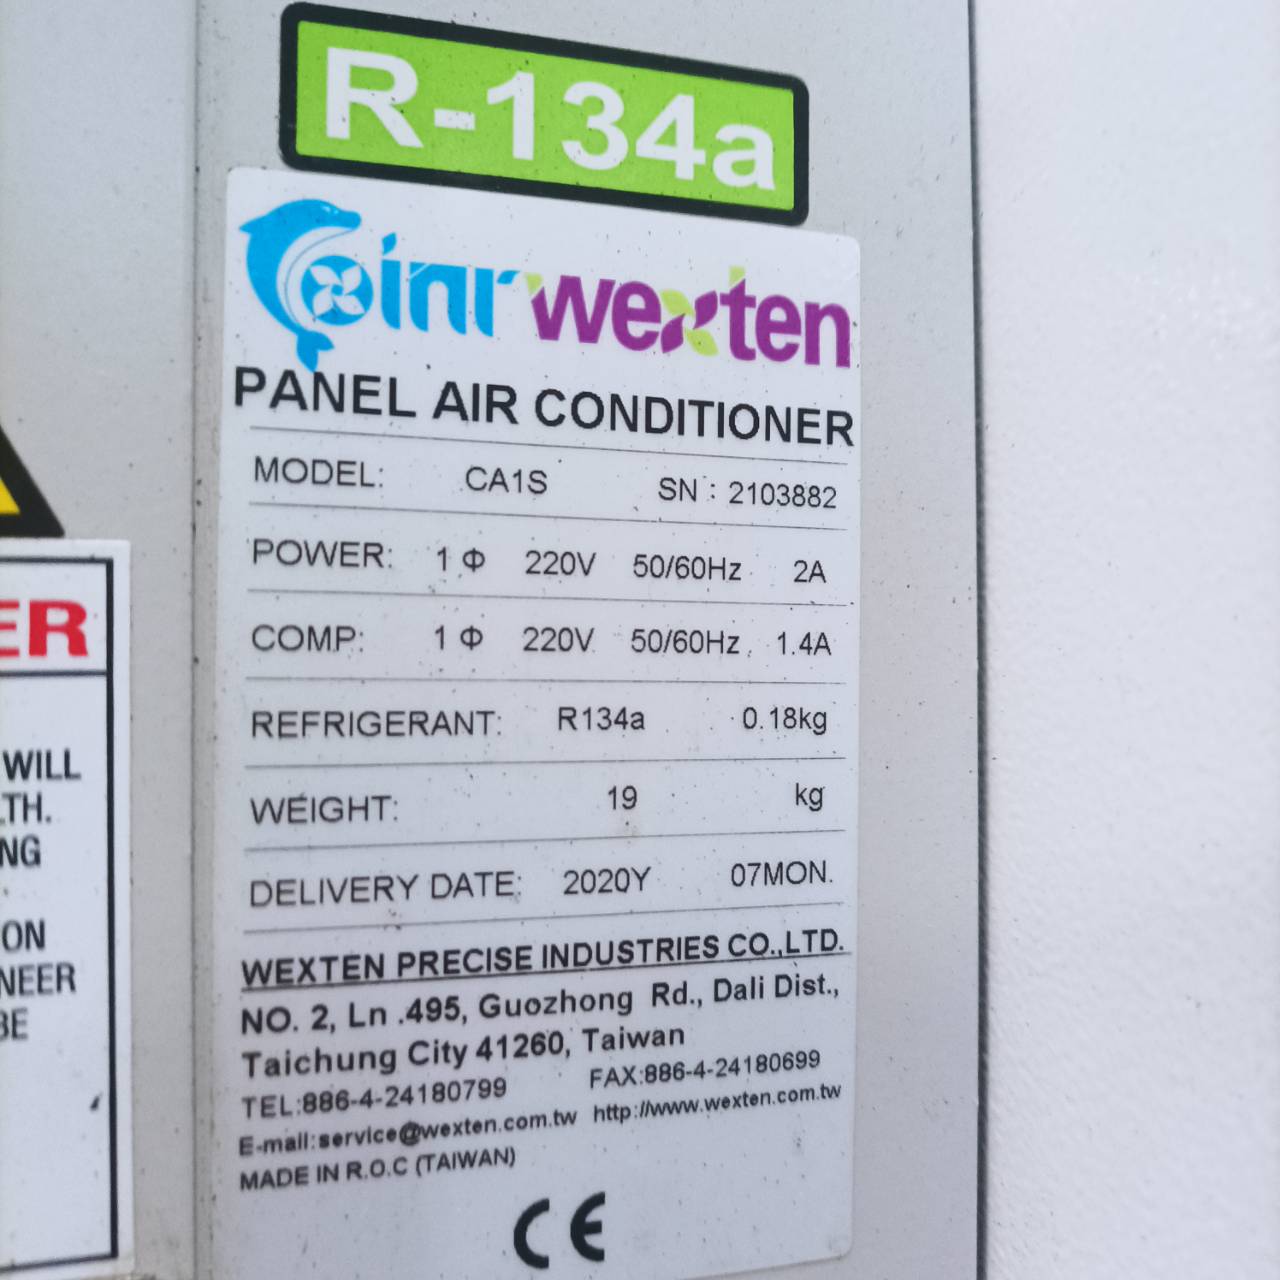 R-134a
wexten
PANEL AIR CONDITIONER
MODEL: CA1S SN : 2103882
POWER: 1 Φ 220V 50/60Hz 2A
COMP: 1 Φ 220V 50/60Hz 1.4A
REFRIGERANT: R134a 0.18kg
WEIGHT: 19 kg
DELIVERY DATE: 2020Y 07MON.
WEXTEN PRECISE INDUSTRIES CO.,LTD.
NO. 2, Ln .495, Guozhong Rd., Dali Dist.,
Taichung City 41260, Taiwan
TEL:886-4-24180799 FAX:886-4-24180699
E-mail:service@wexten.com.tw http://www.wexten.com.tw
MADE IN R.O.C (TAIWAN)
CE
ER
WILL
LTH.
NG
ON
NEER
BE